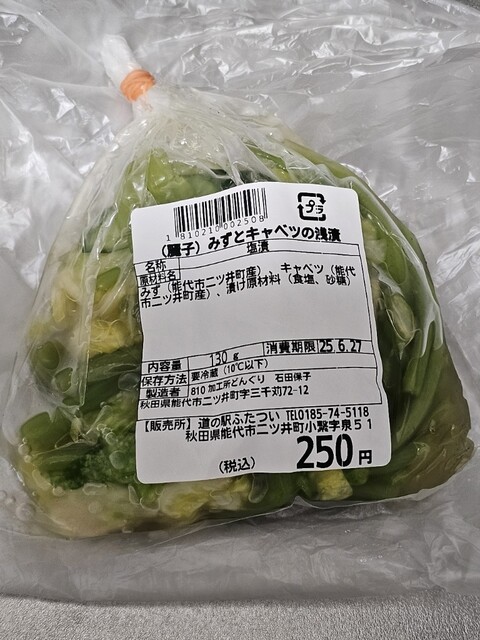 プラ
1 810210 002508
(臓子) みずとキャベツの浅漬
名称 塩漬
原材料名
みず(能代市二ツ井町産)、キャベツ(能代
市二ツ井町産)、漬け原材料(食塩、砂糖)
内容量 130g 消費期限 25.6.27
保存方法 要冷蔵(10℃以下)
製造者 810 加工所どんぐり 石田保子
秋田県能代市二ツ井町字三千刈72-12
【販売所】道の駅ふたつい TEL0185-74-5118
秋田県能代市二ツ井町小繋字泉51
(税込) 250円